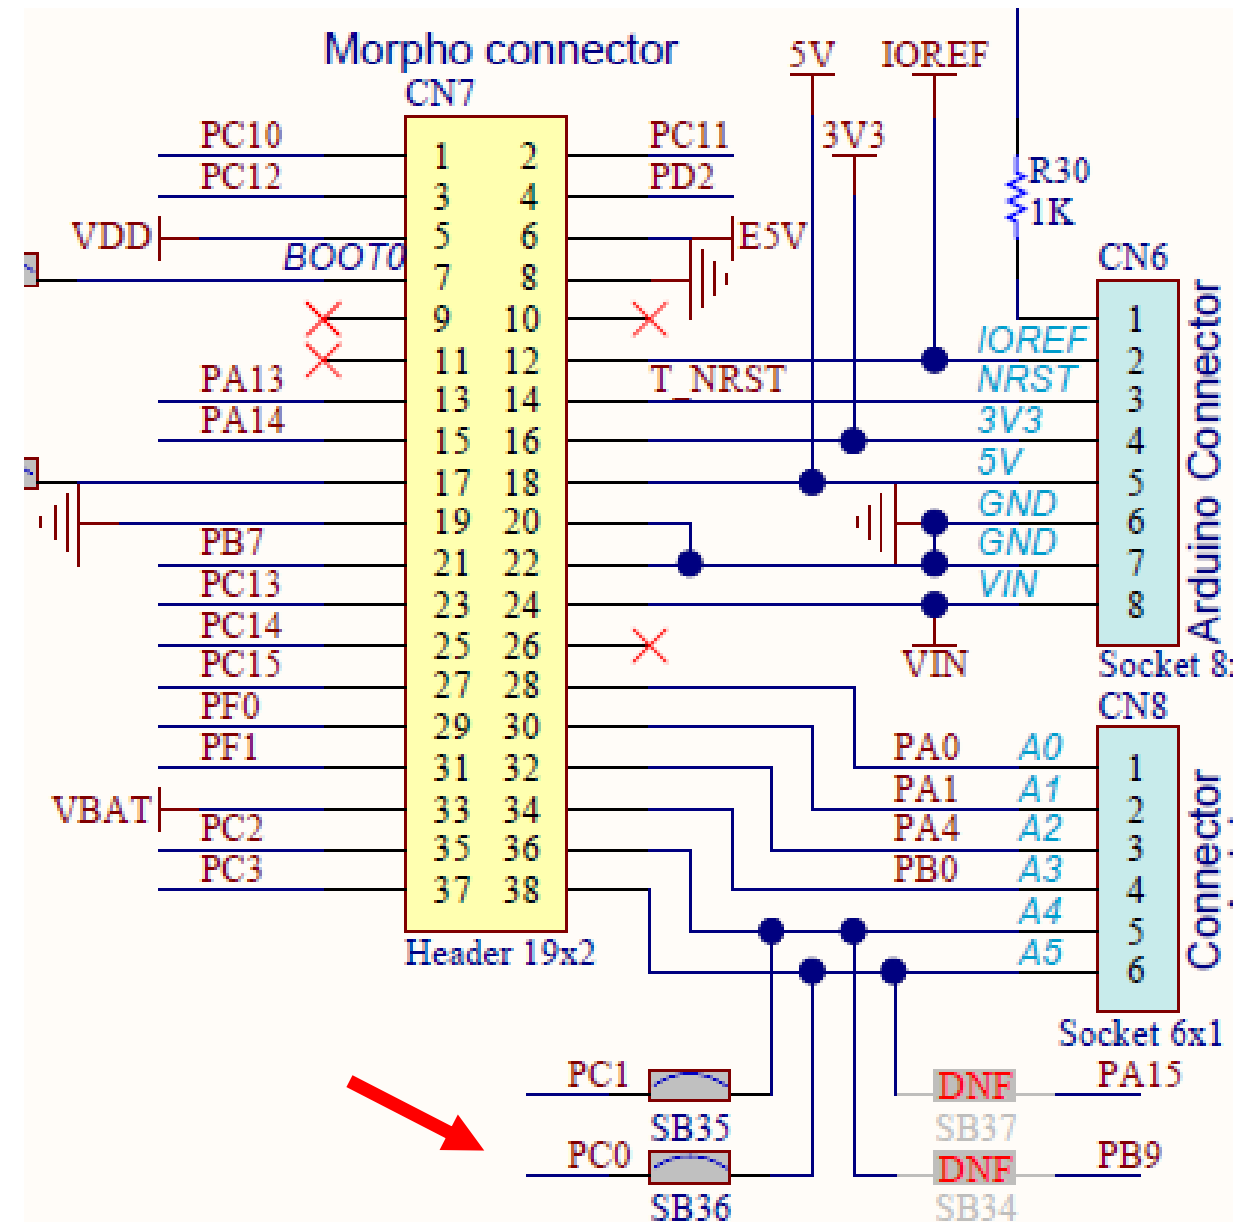 Morpho connector
CN7
5V
IOREF
3V3
PC10
1 2
PC11
PC12
3 4
PD2
VDD
5 6
E5V
BOOT0
7 8
9 10
11 12
PA13
13 14
T_NRST
PA14
15 16
17 18
19 20
PB7
21 22
PC13
23 24
PC14
25 26
PC15
27 28
PF0
29 30
PF1
31 32
VBAT
33 34
PC2
35 36
PC3
37 38
Header 19x2
R30
1K
CN6
1
IOREF
2
NRST
3
3V3
4
5V
5
GND
6
GND
7
VIN
8
VIN
Arduino Connector
Socket 8x
CN8
PA0 A0
1
PA1 A1
2
PA4 A2
3
PB0 A3
4
A4
5
A5
6
Connector
Socket 6x1
PC1
SB35
DNF
SB37
PA15
PC0
SB36
DNF
SB34
PB9